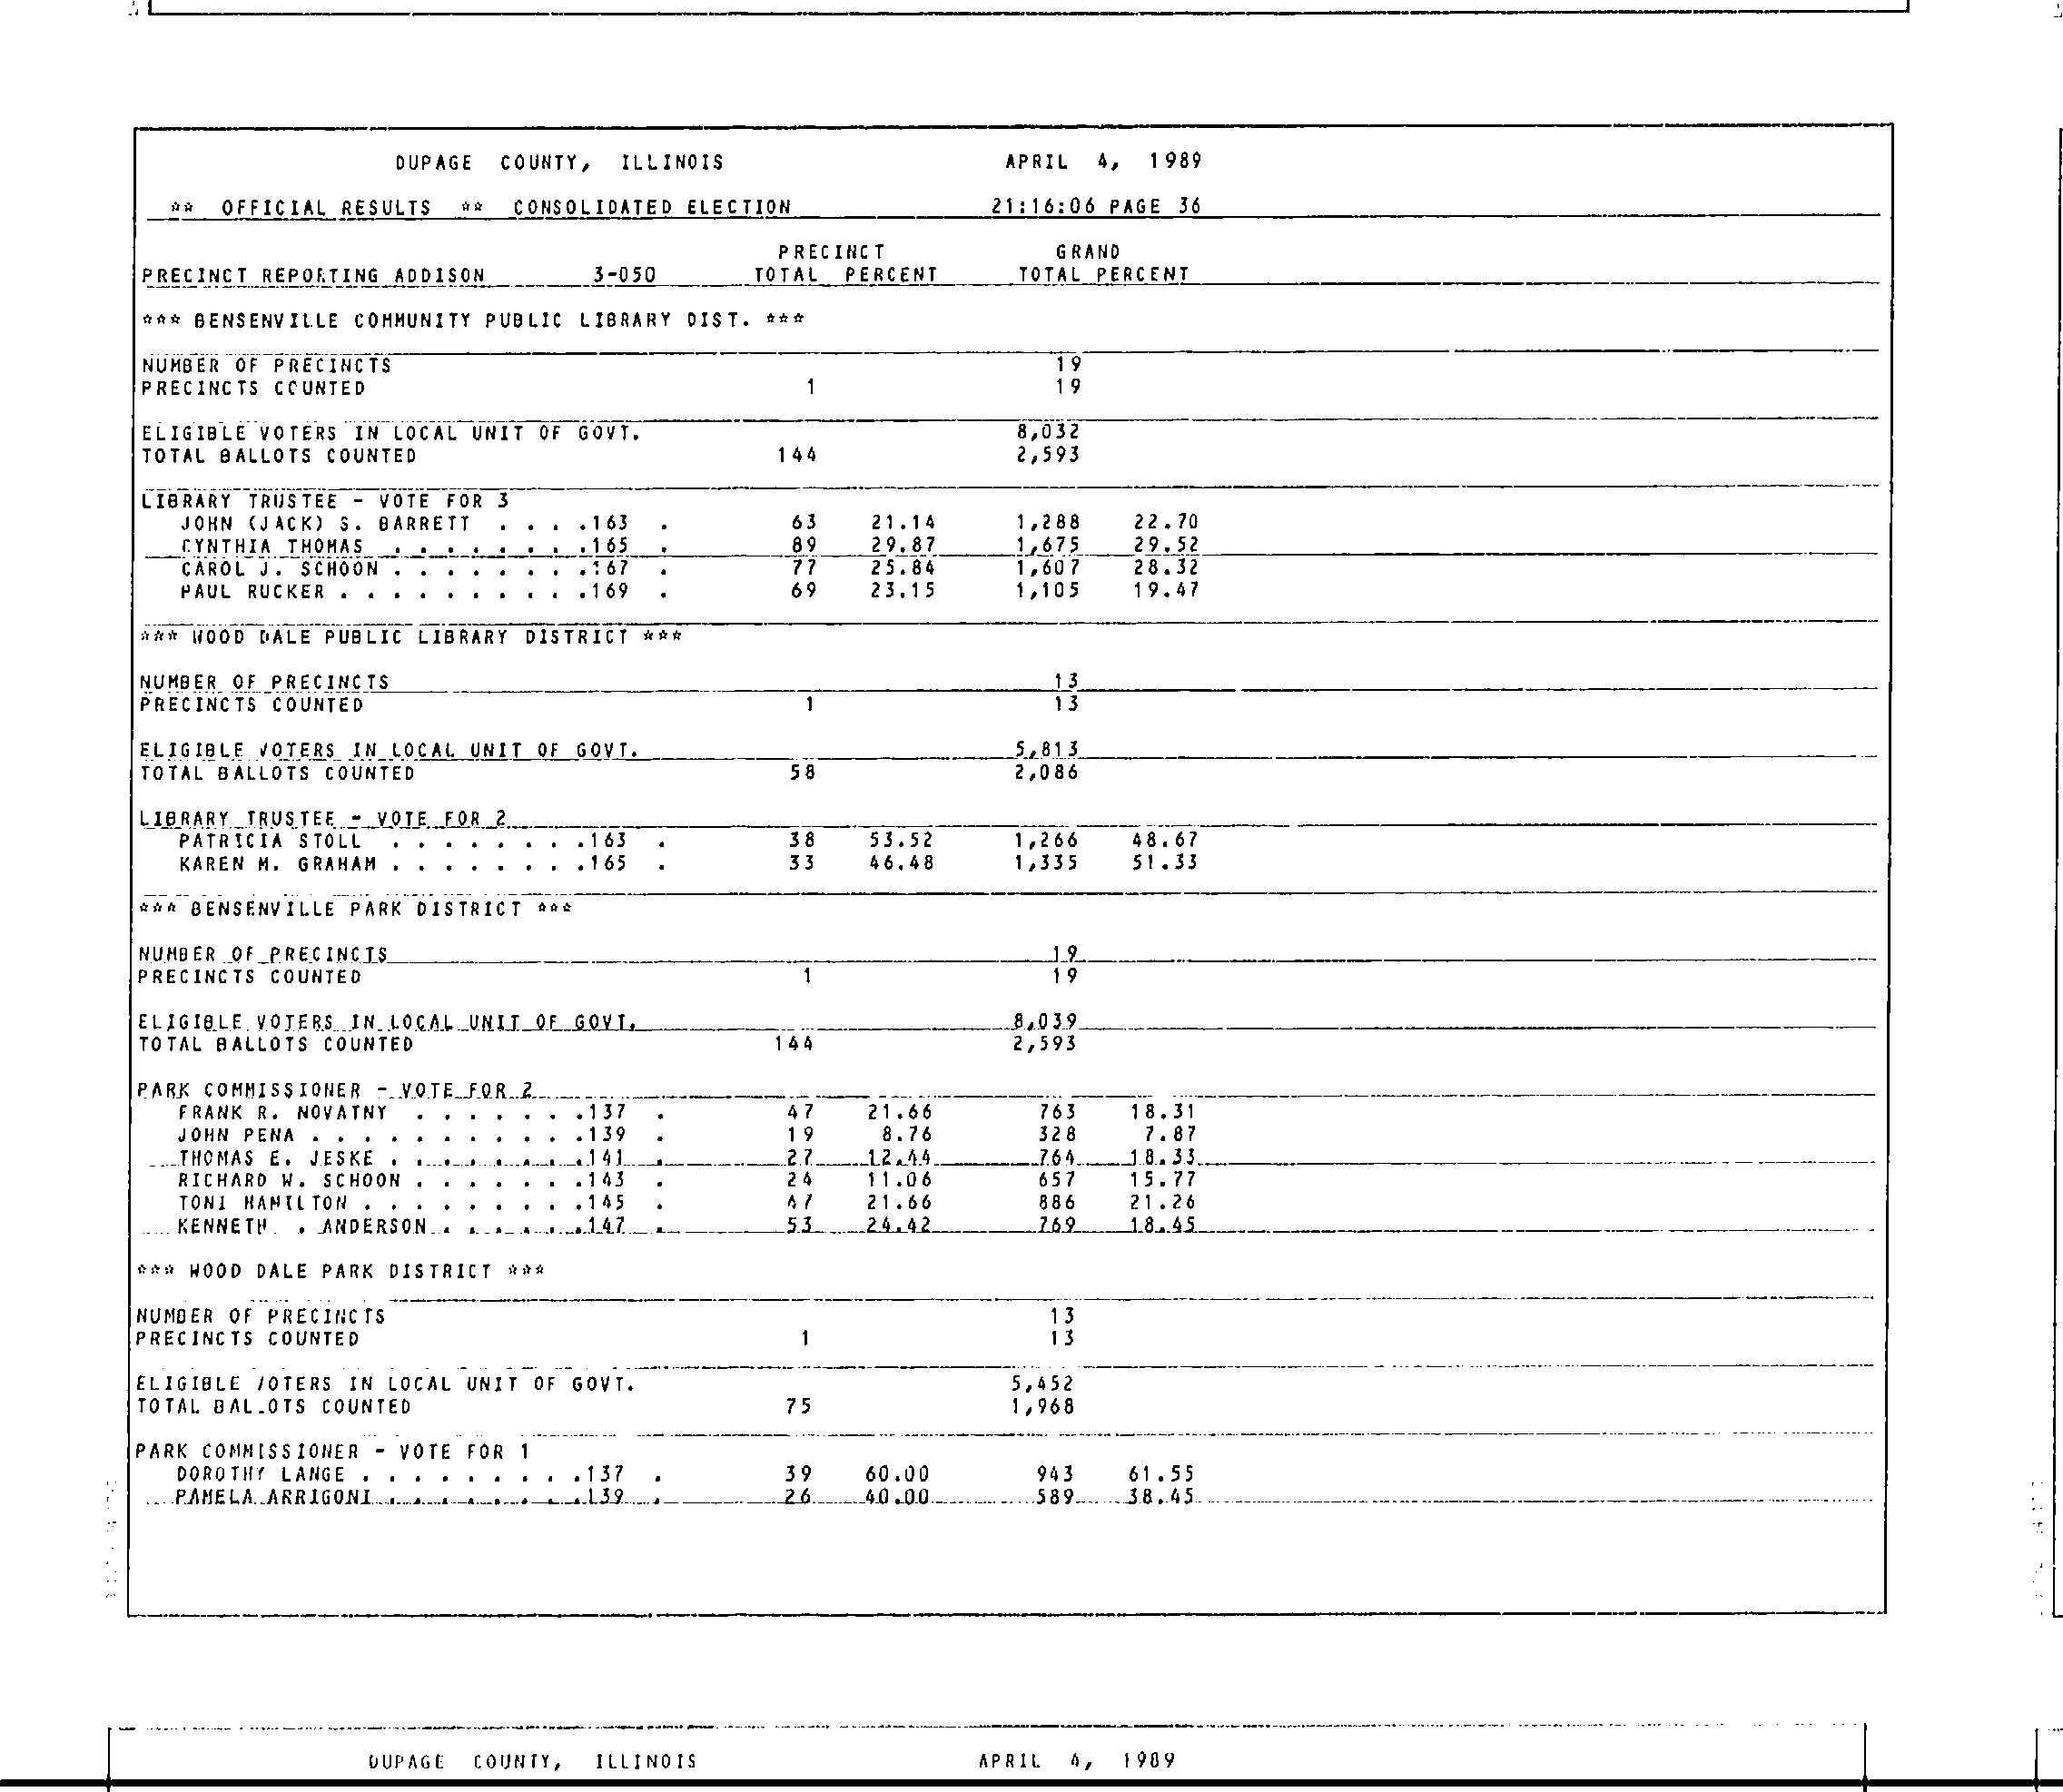 DUPAGE COUNTY, ILLINOIS APRIL 4, 1989
** OFFICIAL RESULTS ** CONSOLIDATED ELECTION 21:16:06 PAGE 36
PRECINCT GRAND
PRECINCT REPORTING ADDISON 3-050 TOTAL PERCENT TOTAL PERCENT
*** BENSENVILLE COMMUNITY PUBLIC LIBRARY DIST. ***
NUMBER OF PRECINCTS 19
PRECINCTS COUNTED 1 19
ELIGIBLE VOTERS IN LOCAL UNIT OF GOVT. 8,032
TOTAL BALLOTS COUNTED 144 2,593
LIBRARY TRUSTEE - VOTE FOR 3
JOHN (JACK) S. BARRETT . . . .163 . 63 21.14 1,288 22.70
CYNTHIA THOMAS . . . . . . . .165 . 89 29.87 1,675 29.52
CAROL J. SCHOON . . . . . . . .167 . 77 25.84 1,607 28.32
PAUL RUCKER . . . . . . . . . .169 . 69 23.15 1,105 19.47
*** WOOD DALE PUBLIC LIBRARY DISTRICT ***
NUMBER OF PRECINCTS 13
PRECINCTS COUNTED 1 13
ELIGIBLE VOTERS IN LOCAL UNIT OF GOVT. 5,813
TOTAL BALLOTS COUNTED 58 2,086
LIBRARY TRUSTEE - VOTE FOR 2
PATRICIA STOLL . . . . . . . .163 . 38 53.52 1,266 48.67
KAREN M. GRAHAM . . . . . . . .165 . 33 46.48 1,335 51.33
*** BENSENVILLE PARK DISTRICT ***
NUMBER OF PRECINCTS 19
PRECINCTS COUNTED 1 19
ELIGIBLE VOTERS IN LOCAL UNIT OF GOVT. 8,039
TOTAL BALLOTS COUNTED 144 2,593
PARK COMMISSIONER - VOTE FOR 2
FRANK R. NOVATNY . . . . . . .137 . 47 21.66 763 18.31
JOHN PENA . . . . . . . . . . .139 . 19 8.76 328 7.87
THOMAS E. JESKE . . . . . . . .141 . 27 12.44 764 18.33
RICHARD W. SCHOON . . . . . . .143 . 24 11.06 657 15.77
TONI HAMILTON . . . . . . . . .145 . 47 21.66 886 21.26
KENNETH . ANDERSON . . . . . .147 . 53 24.42 769 18.45
*** WOOD DALE PARK DISTRICT ***
NUMBER OF PRECINCTS 13
PRECINCTS COUNTED 1 13
ELIGIBLE VOTERS IN LOCAL UNIT OF GOVT. 5,452
TOTAL BALLOTS COUNTED 75 1,968
PARK COMMISSIONER - VOTE FOR 1
DOROTHY LANGE . . . . . . . . .137 . 39 60.00 943 61.55
PAMELA ARRIGONI . . . . . . . .139 . 26 40.00 589 38.45
DUPAGE COUNTY, ILLINOIS APRIL 4, 1989